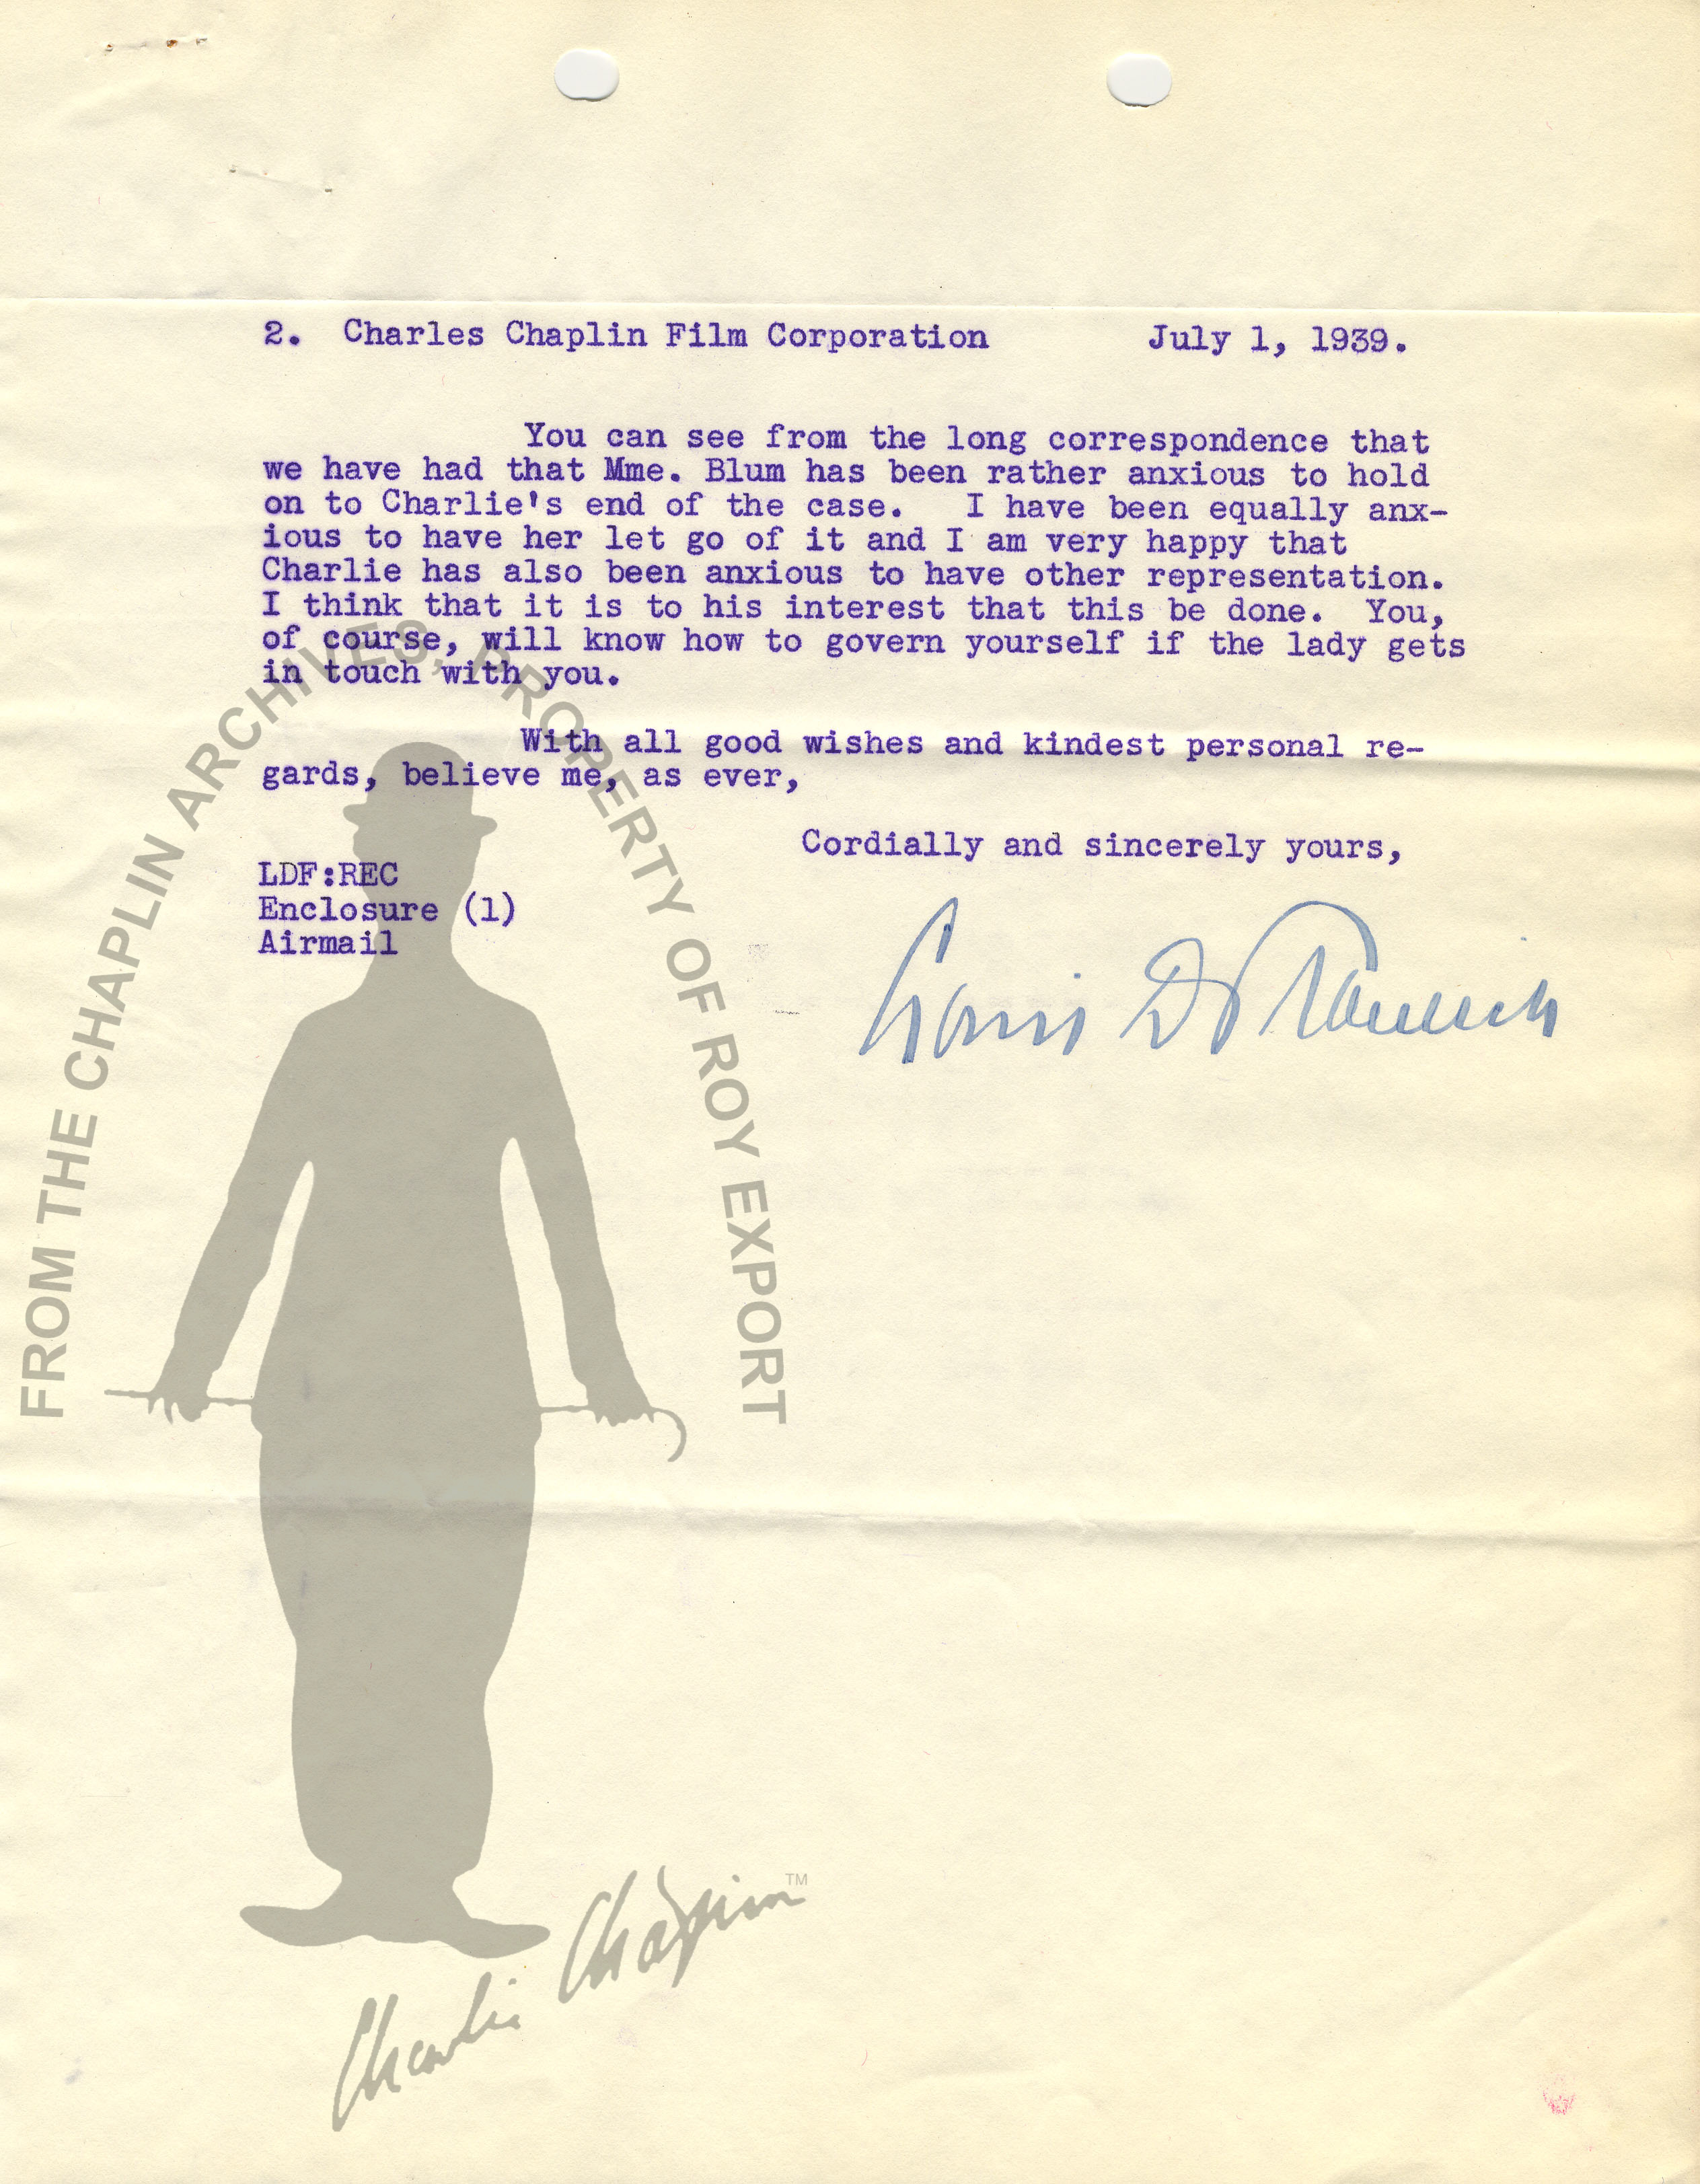 2. Charles Chaplin Film Corporation July 1, 1939.
You can see from the long correspondence that
we have had that Mme. Blum has been rather anxious to hold
on to Charlie's end of the case. I have been equally anx-
ious to have her let go of it and I am very happy that
Charlie has also been anxious to have other representation.
I think that it is to his interest that this be done. You,
of course, will know how to govern yourself if the lady gets
in touch with you.
With all good wishes and kindest personal re-
gards, believe me, as ever,
Cordially and sincerely yours,
LDF:REC
Enclosure (1)
Airmail
Louis D
FROM THE CHAPLIN ARCHIVES, PROPERTY OF ROY EXPORT
Charlie Chaplin TM